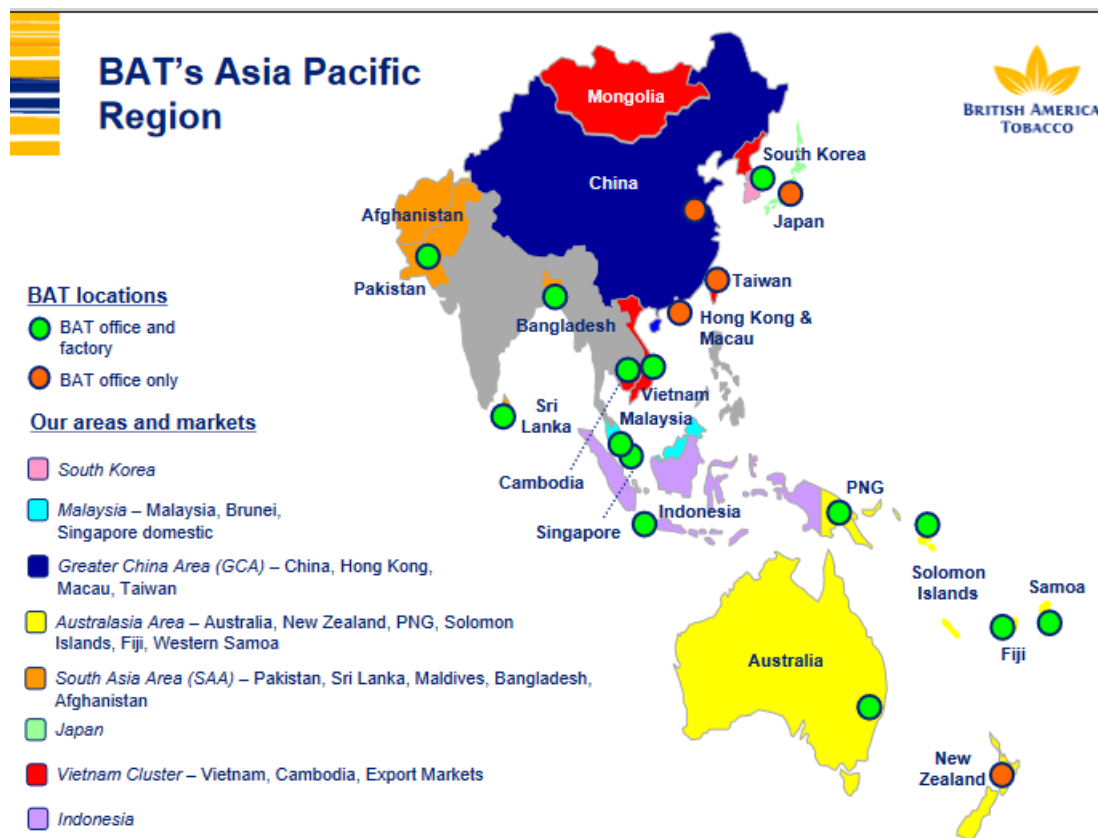 BAT's Asia Pacific
Region
BRITISH AMERICA
TOBACCO
Mongolia
South Korea
China
Japan
Afghanistan
Pakistan
Taiwan
Bangladesh
Hong Kong &
Macau
Vietnam
Sri
Lanka
Malaysia
Cambodia
Singapore
Indonesia
PNG
Solomon
Islands
Samoa
Fiji
Australia
New
Zealand
BAT locations
BAT office and
factory
BAT office only
Our areas and markets
South Korea
Malaysia – Malaysia, Brunei,
Singapore domestic
Greater China Area (GCA) – China, Hong Kong,
Macau, Taiwan
Australasia Area – Australia, New Zealand, PNG, Solomon
Islands, Fiji, Western Samoa
South Asia Area (SAA) – Pakistan, Sri Lanka, Maldives, Bangladesh,
Afghanistan
Japan
Vietnam Cluster – Vietnam, Cambodia, Export Markets
Indonesia